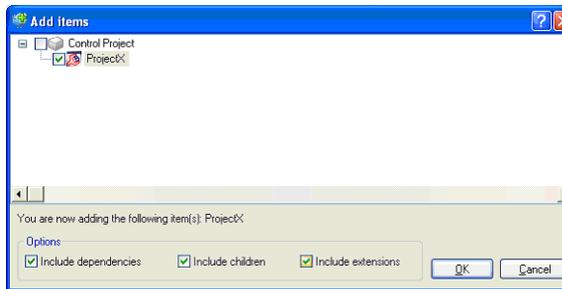 Add items
Control Project
ProjectX
You are now adding the following item(s): ProjectX
Options
Include dependencies
Include children
Include extensions
OK
Cancel